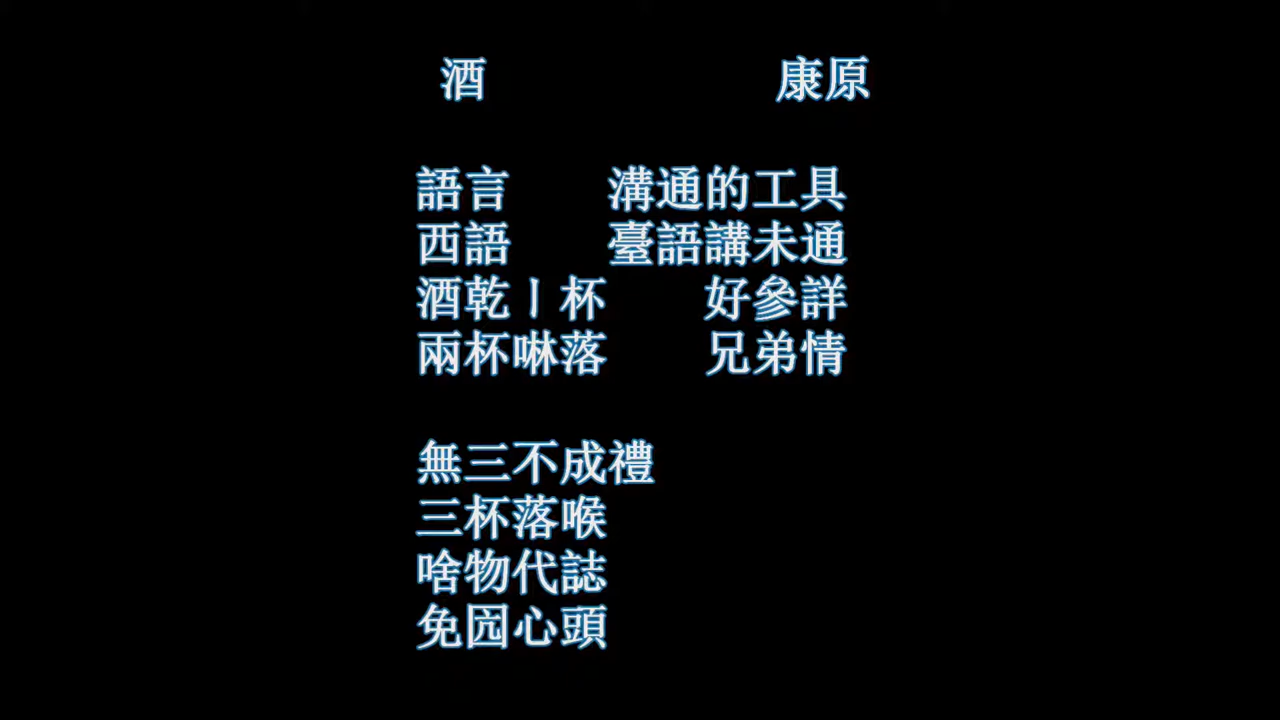 酒　康原
語言　溝通的工具
西語　臺語講未通
酒乾〡杯　好參詳
兩杯啉落　兄弟情
無三不成禮
三杯落喉
啥物代誌
免囥心頭